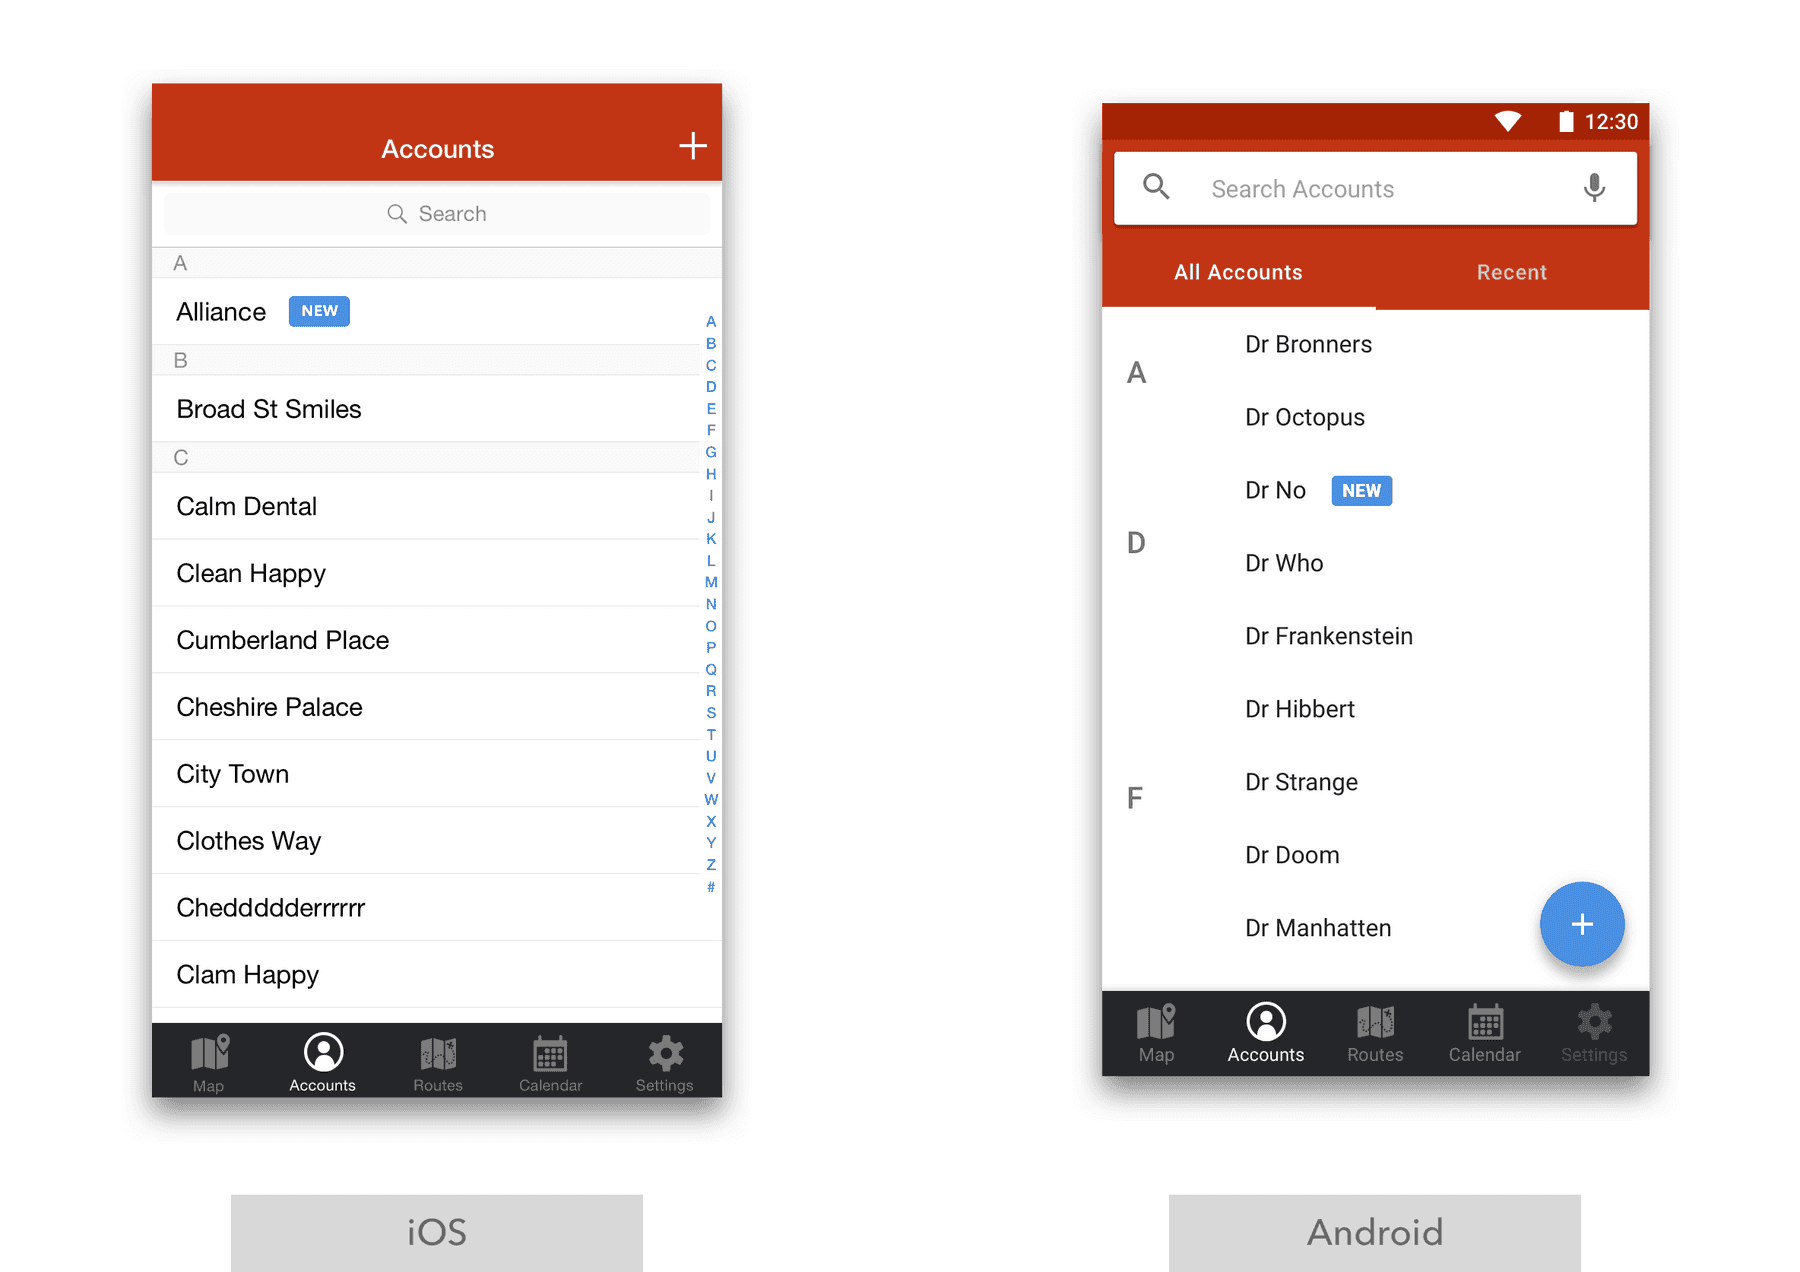 Accounts
Search
A
Alliance NEW
B
Broad St Smiles
C
Calm Dental
Clean Happy
Cumberland Place
Cheshire Palace
City Town
Clothes Way
Cheddddderrrrrr
Clam Happy
A
B
C
D
E
F
G
H
I
J
K
L
M
N
O
P
Q
R
S
T
U
V
W
X
Y
Z
#
Map Accounts Routes Calendar Settings
iOS
12:30
Search Accounts
All Accounts Recent
Dr Bronners
A
Dr Octopus
Dr No NEW
D
Dr Who
Dr Frankenstein
Dr Hibbert
Dr Strange
F
Dr Doom
Dr Manhatten
Map Accounts Routes Calendar Settings
Android